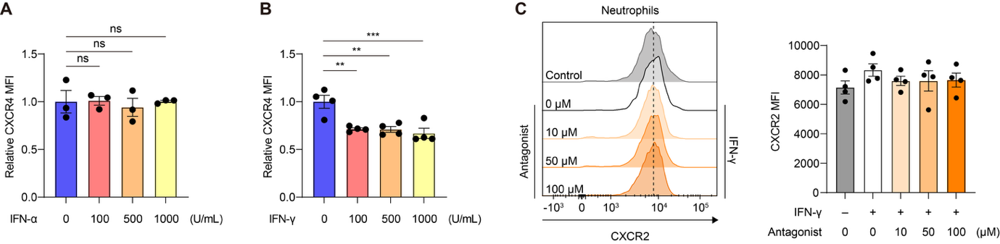 A
ns
ns
ns
1.5
1.0
0.5
0.0
Relative CXCR4 MFI
IFN-α 0 100 500 1000 (U/mL)
B
***
**
**
1.5
1.0
0.5
0.0
Relative CXCR4 MFI
IFN-γ 0 100 500 1000 (U/mL)
C
Neutrophils
Control
0 μM
10 μM
50 μM
100 μM
Antagonist
IFN-γ
-10³ 0 10³ 10⁴ 10⁵
CXCR2
10000
8000
6000
4000
2000
0
CXCR2 MFI
IFN-γ – + + + +
Antagonist 0 0 10 50 100 (μM)